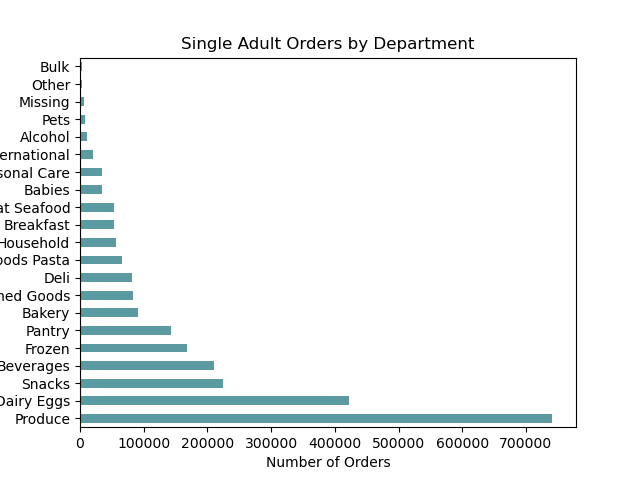 Single Adult Orders by Department
Bulk
Other
Missing
Pets
Alcohol
ernational
sonal Care
Babies
at Seafood
Breakfast
Household
oods Pasta
Deli
ned Goods
Bakery
Pantry
Frozen
Beverages
Snacks
Dairy Eggs
Produce
0 100000 200000 300000 400000 500000 600000 700000
Number of Orders